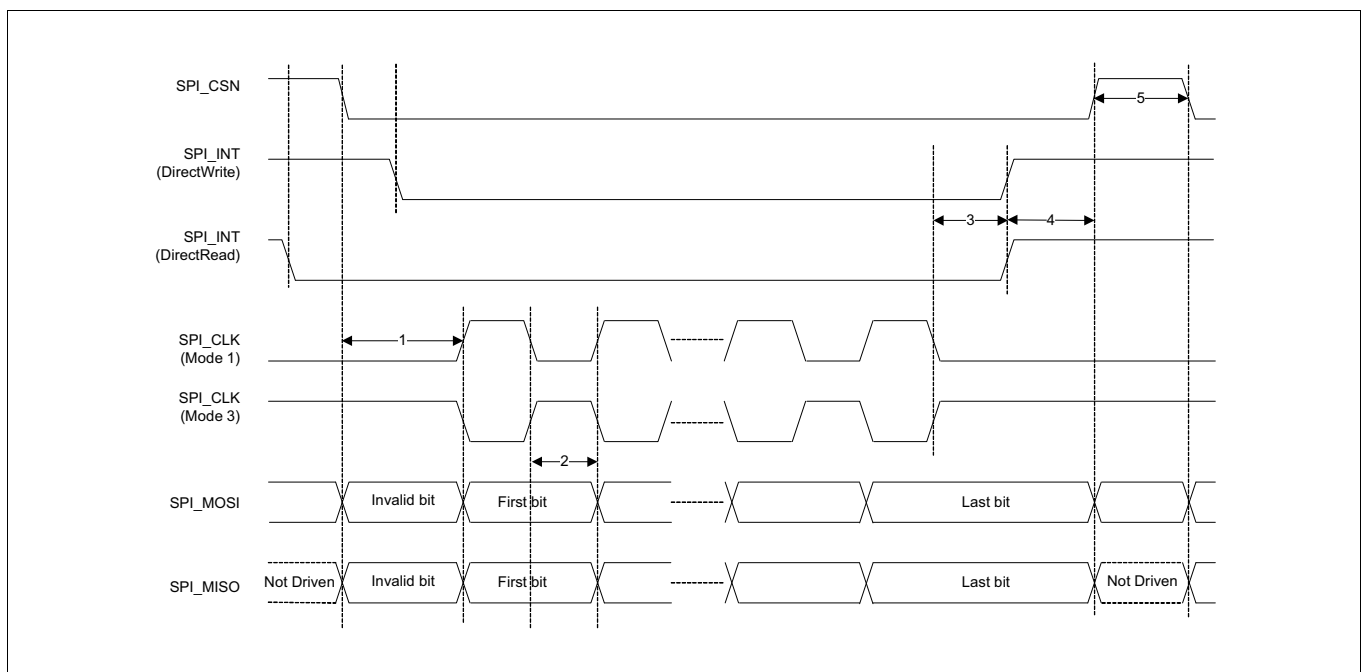 SPI_CSN
5
SPI_INT
(DirectWrite)
3 4
SPI_INT
(DirectRead)
SPI_CLK
(Mode 1)
1
SPI_CLK
(Mode 3)
2
SPI_MOSI Invalid bit First bit Last bit
SPI_MISO Not Driven Invalid bit First bit Last bit Not Driven